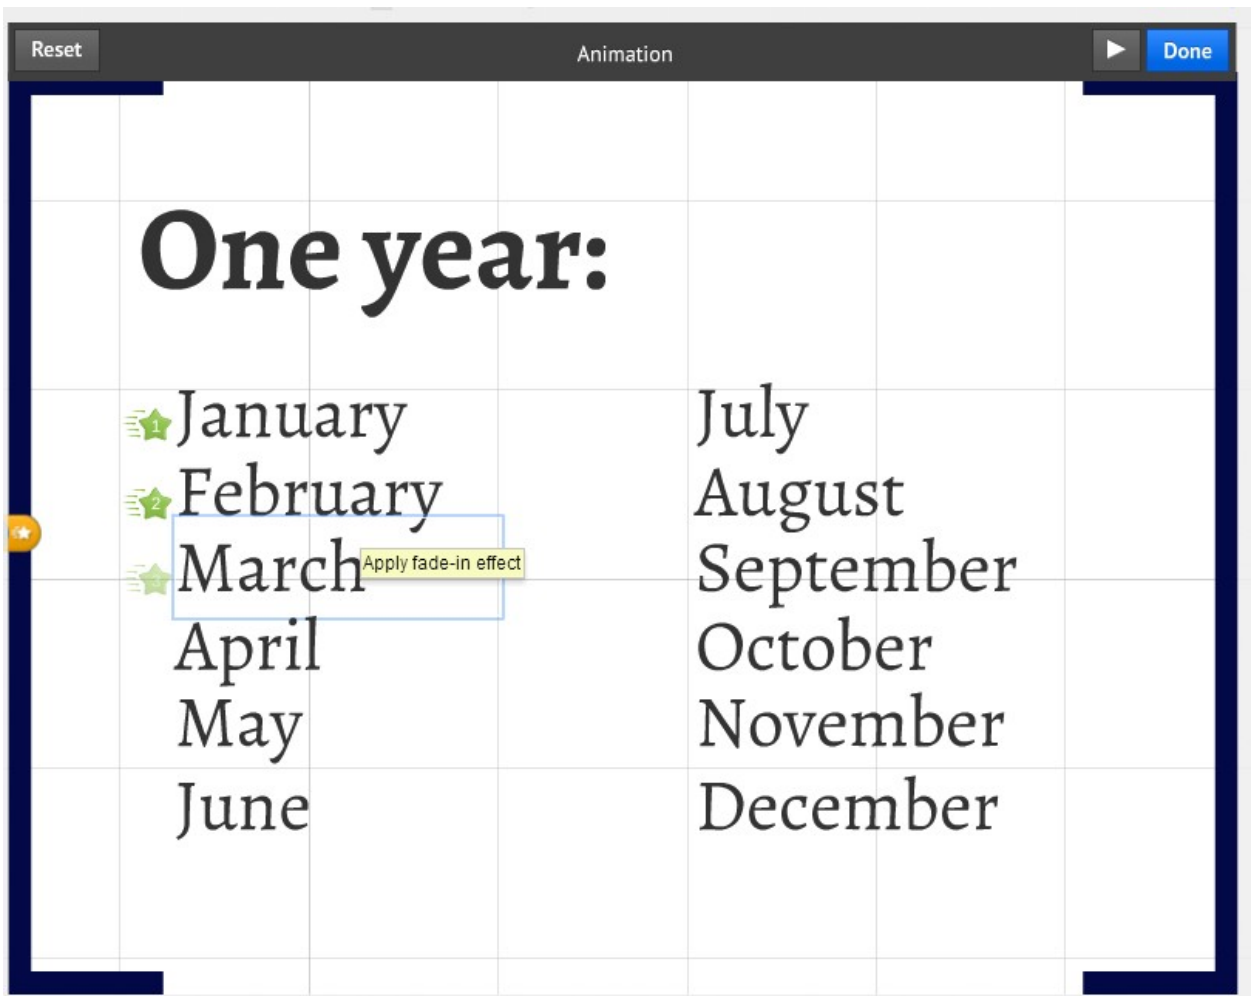 Reset
Animation
Done
One year:
1 January
2 February
3 March
Apply fade-in effect
April
May
June
July
August
September
October
November
December